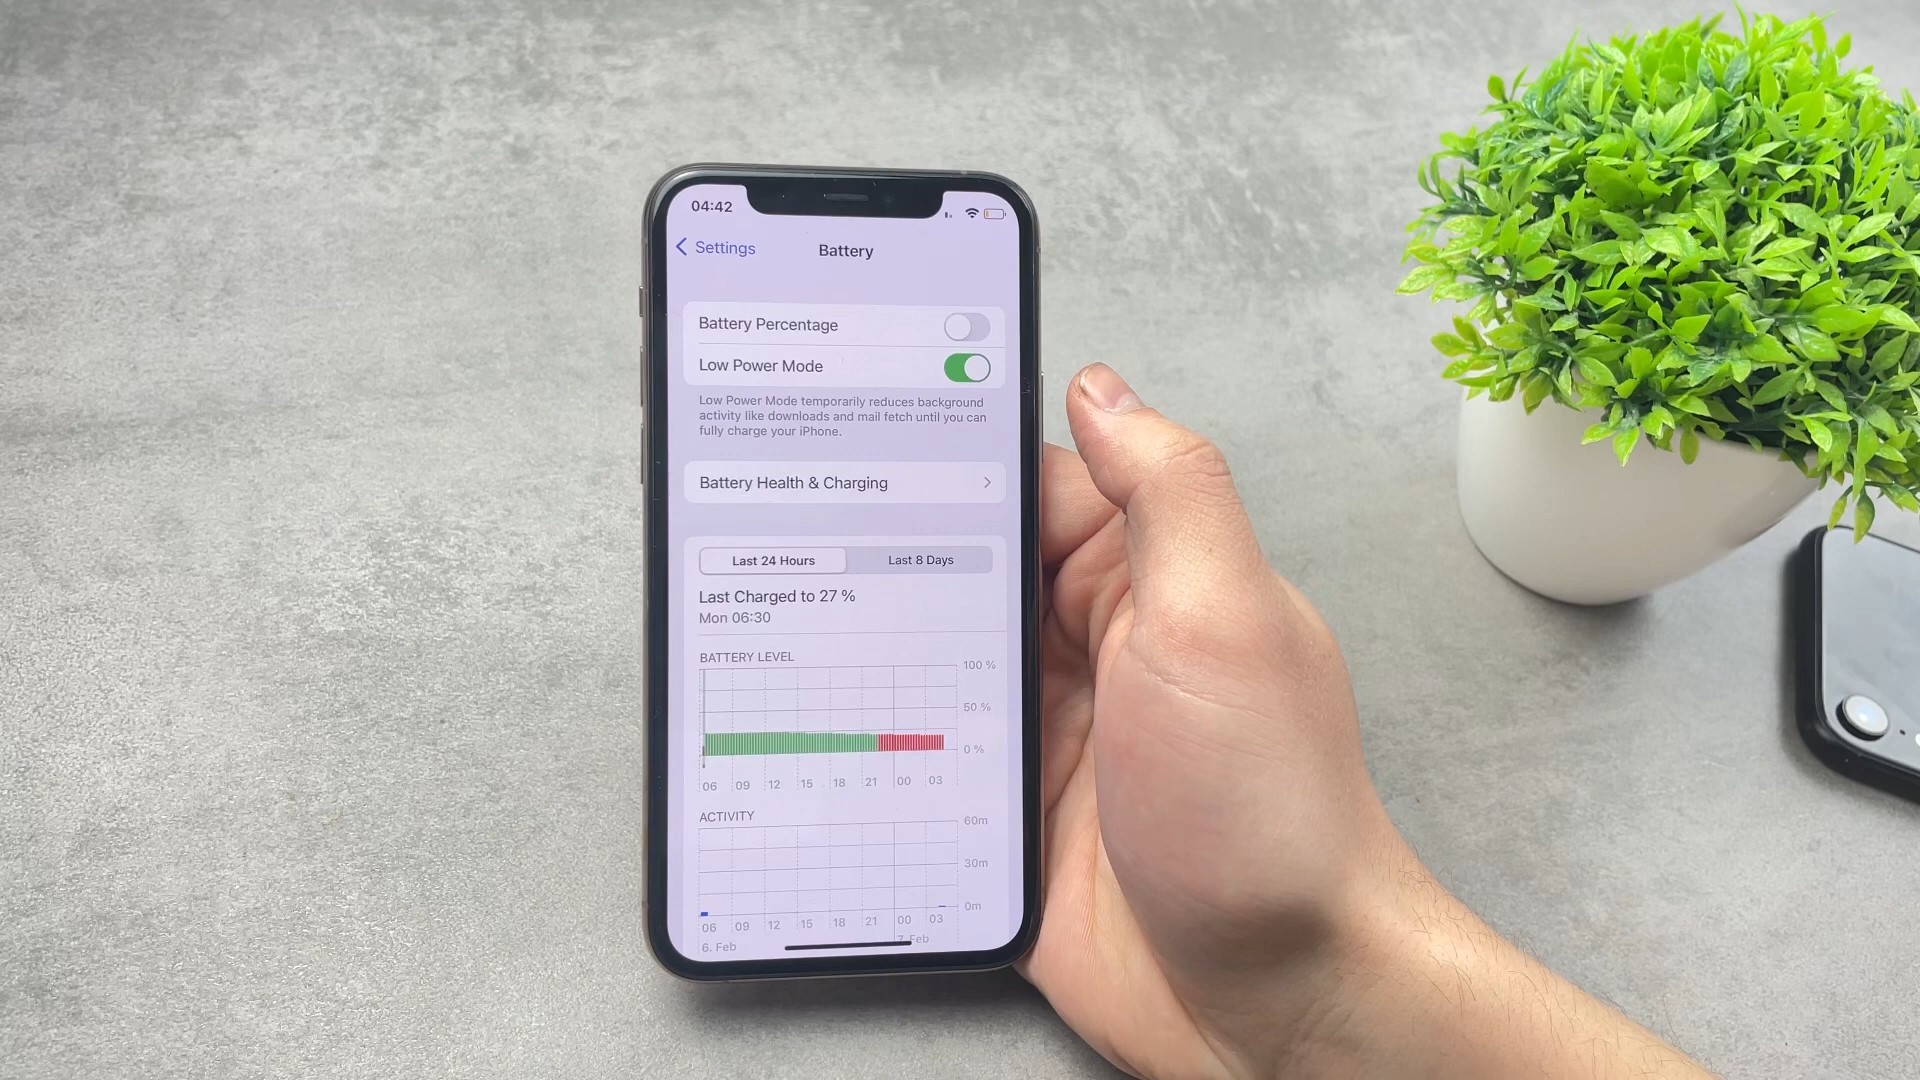 04:42
Settings
Battery
Battery Percentage
Low Power Mode
Low Power Mode temporarily reduces background
activity like downloads and mail fetch until you can
fully charge your iPhone.
Battery Health & Charging
Last 24 Hours
Last 8 Days
Last Charged to 27 %
Mon 06:30
BATTERY LEVEL
100 %
50 %
0 %
06 09 12 15 18 21 00 03
ACTIVITY
60m
30m
0m
06 09 12 15 18 21 00 03
6. Feb 7. Feb